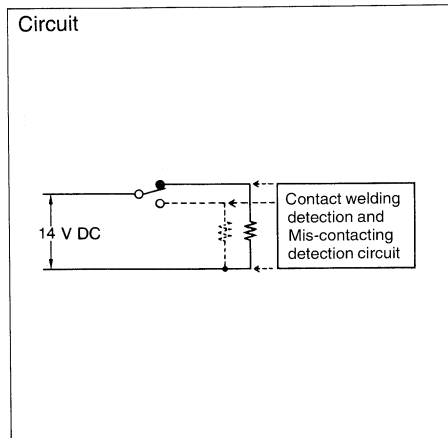 Circuit
14 V DC
Contact welding
detection and
Mis-contacting
detection circuit